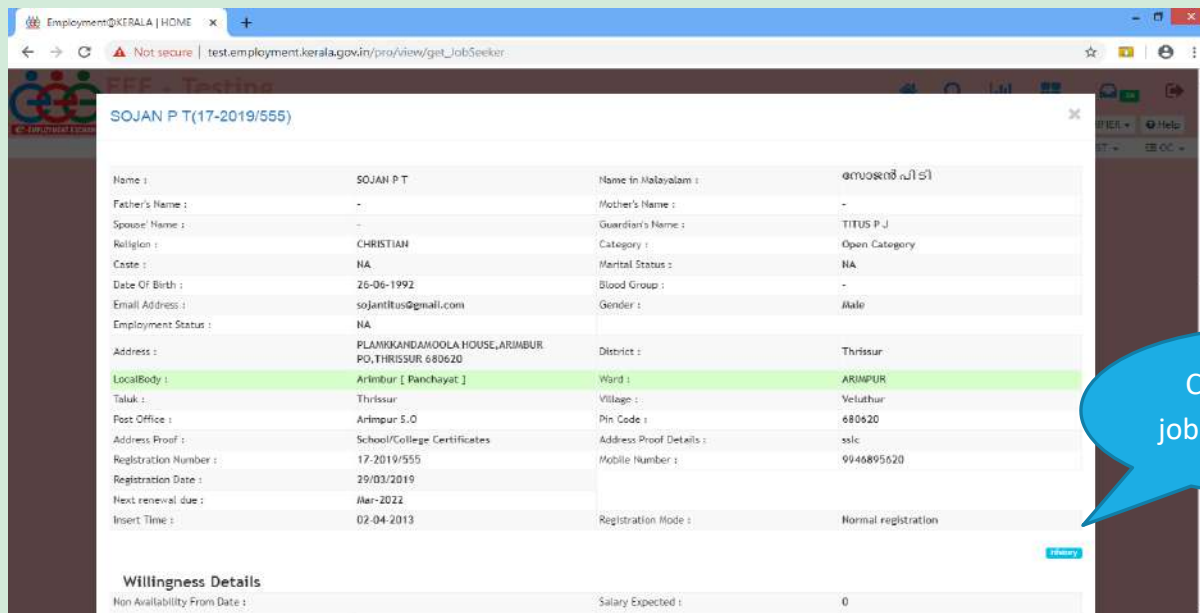 Employment@KERALA | HOME
Not secure | test.employment.kerala.gov.in/pro/view/get_JobSeeker
EEE - Testing
SOJAN P T(17-2019/555)
Help
Name : SOJAN P T Name in Malayalam : സോജൻ പി ടി
Father's Name : - Mother's Name : -
Spouse' Name : - Guardian's Name : TITUS P J
Religion : CHRISTIAN Category : Open Category
Caste : NA Marital Status : NA
Date Of Birth : 26-06-1992 Blood Group : -
Email Address : sojantitus@gmail.com Gender : Male
Employment Status : NA
Address : PLAMKKANDAMOOLA HOUSE,ARIMBUR PO,THRISSUR 680620 District : Thrissur
LocalBody : Arimbur [ Panchayat ] Ward : ARIMPUR
Taluk : Thrissur Village : Veluthur
Post Office : Arimpur S.O Pin Code : 680620
Address Proof : School/College Certificates Address Proof Details : sslc
Registration Number : 17-2019/555 Mobile Number : 9946895620
Registration Date : 29/03/2019
Next renewal due : Mar-2022
Insert Time : 02-04-2013 Registration Mode : Normal registration
History
Willingness Details
Non Availability From Date : Salary Expected : 0
C
job